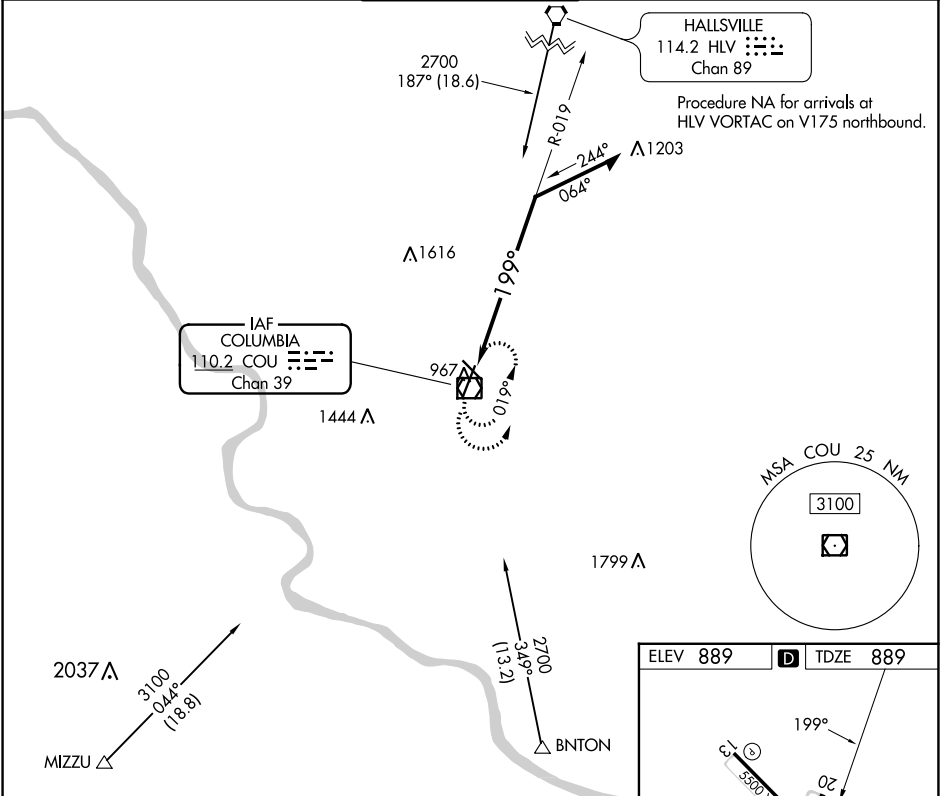 HALLSVILLE
114.2 HLV
Chan 89
Procedure NA for arrivals at
HLV VORTAC on V175 northbound.
2700
187° (18.6)
R-019
1203
244°
064°
1616
199°
IAF
COLUMBIA
110.2 COU
Chan 39
967
019°
1444
MSA COU 25 NM
3100
1799
2700
349°
(13.2)
2037
3100
044°
(18.8)
MIZZU
BNTON
ELEV 889 D TDZE 889
199°
13
P
5500
20